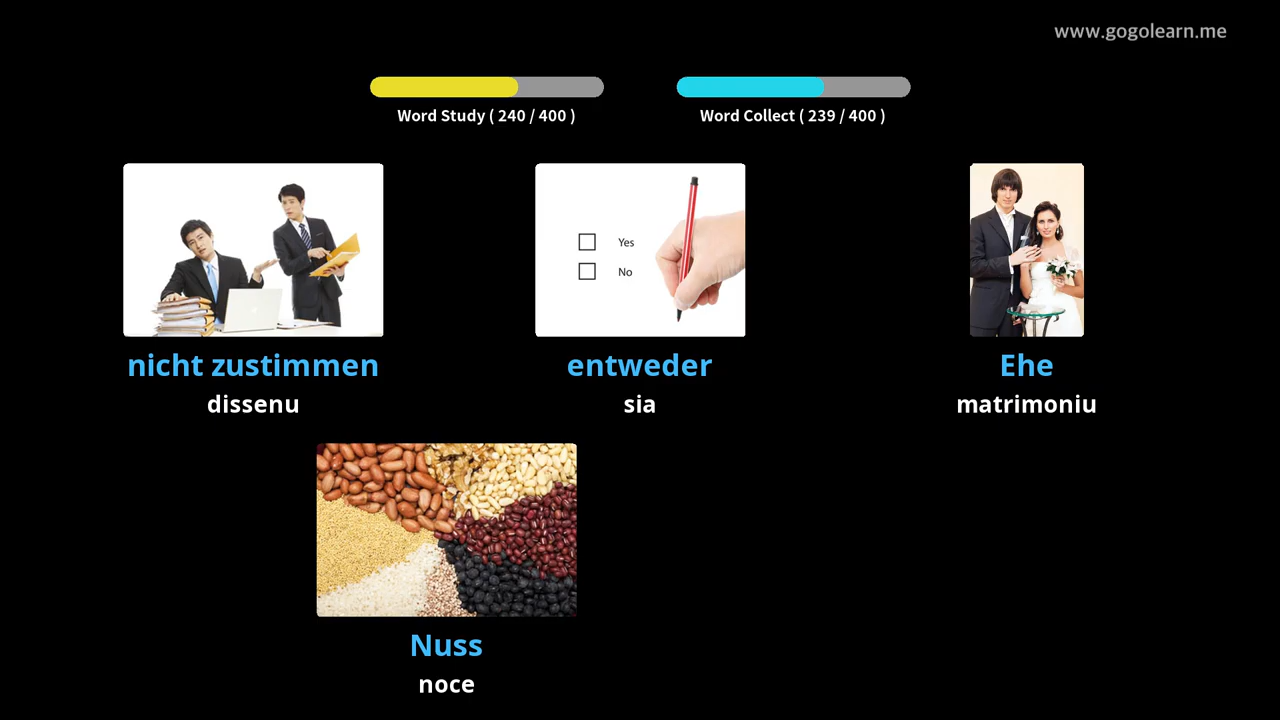 www.gogolearn.me
Word Study ( 240 / 400 )
Word Collect ( 239 / 400 )
Yes
No
nicht zustimmen
dissenu
entweder
sia
Ehe
matrimoniu
Nuss
noce